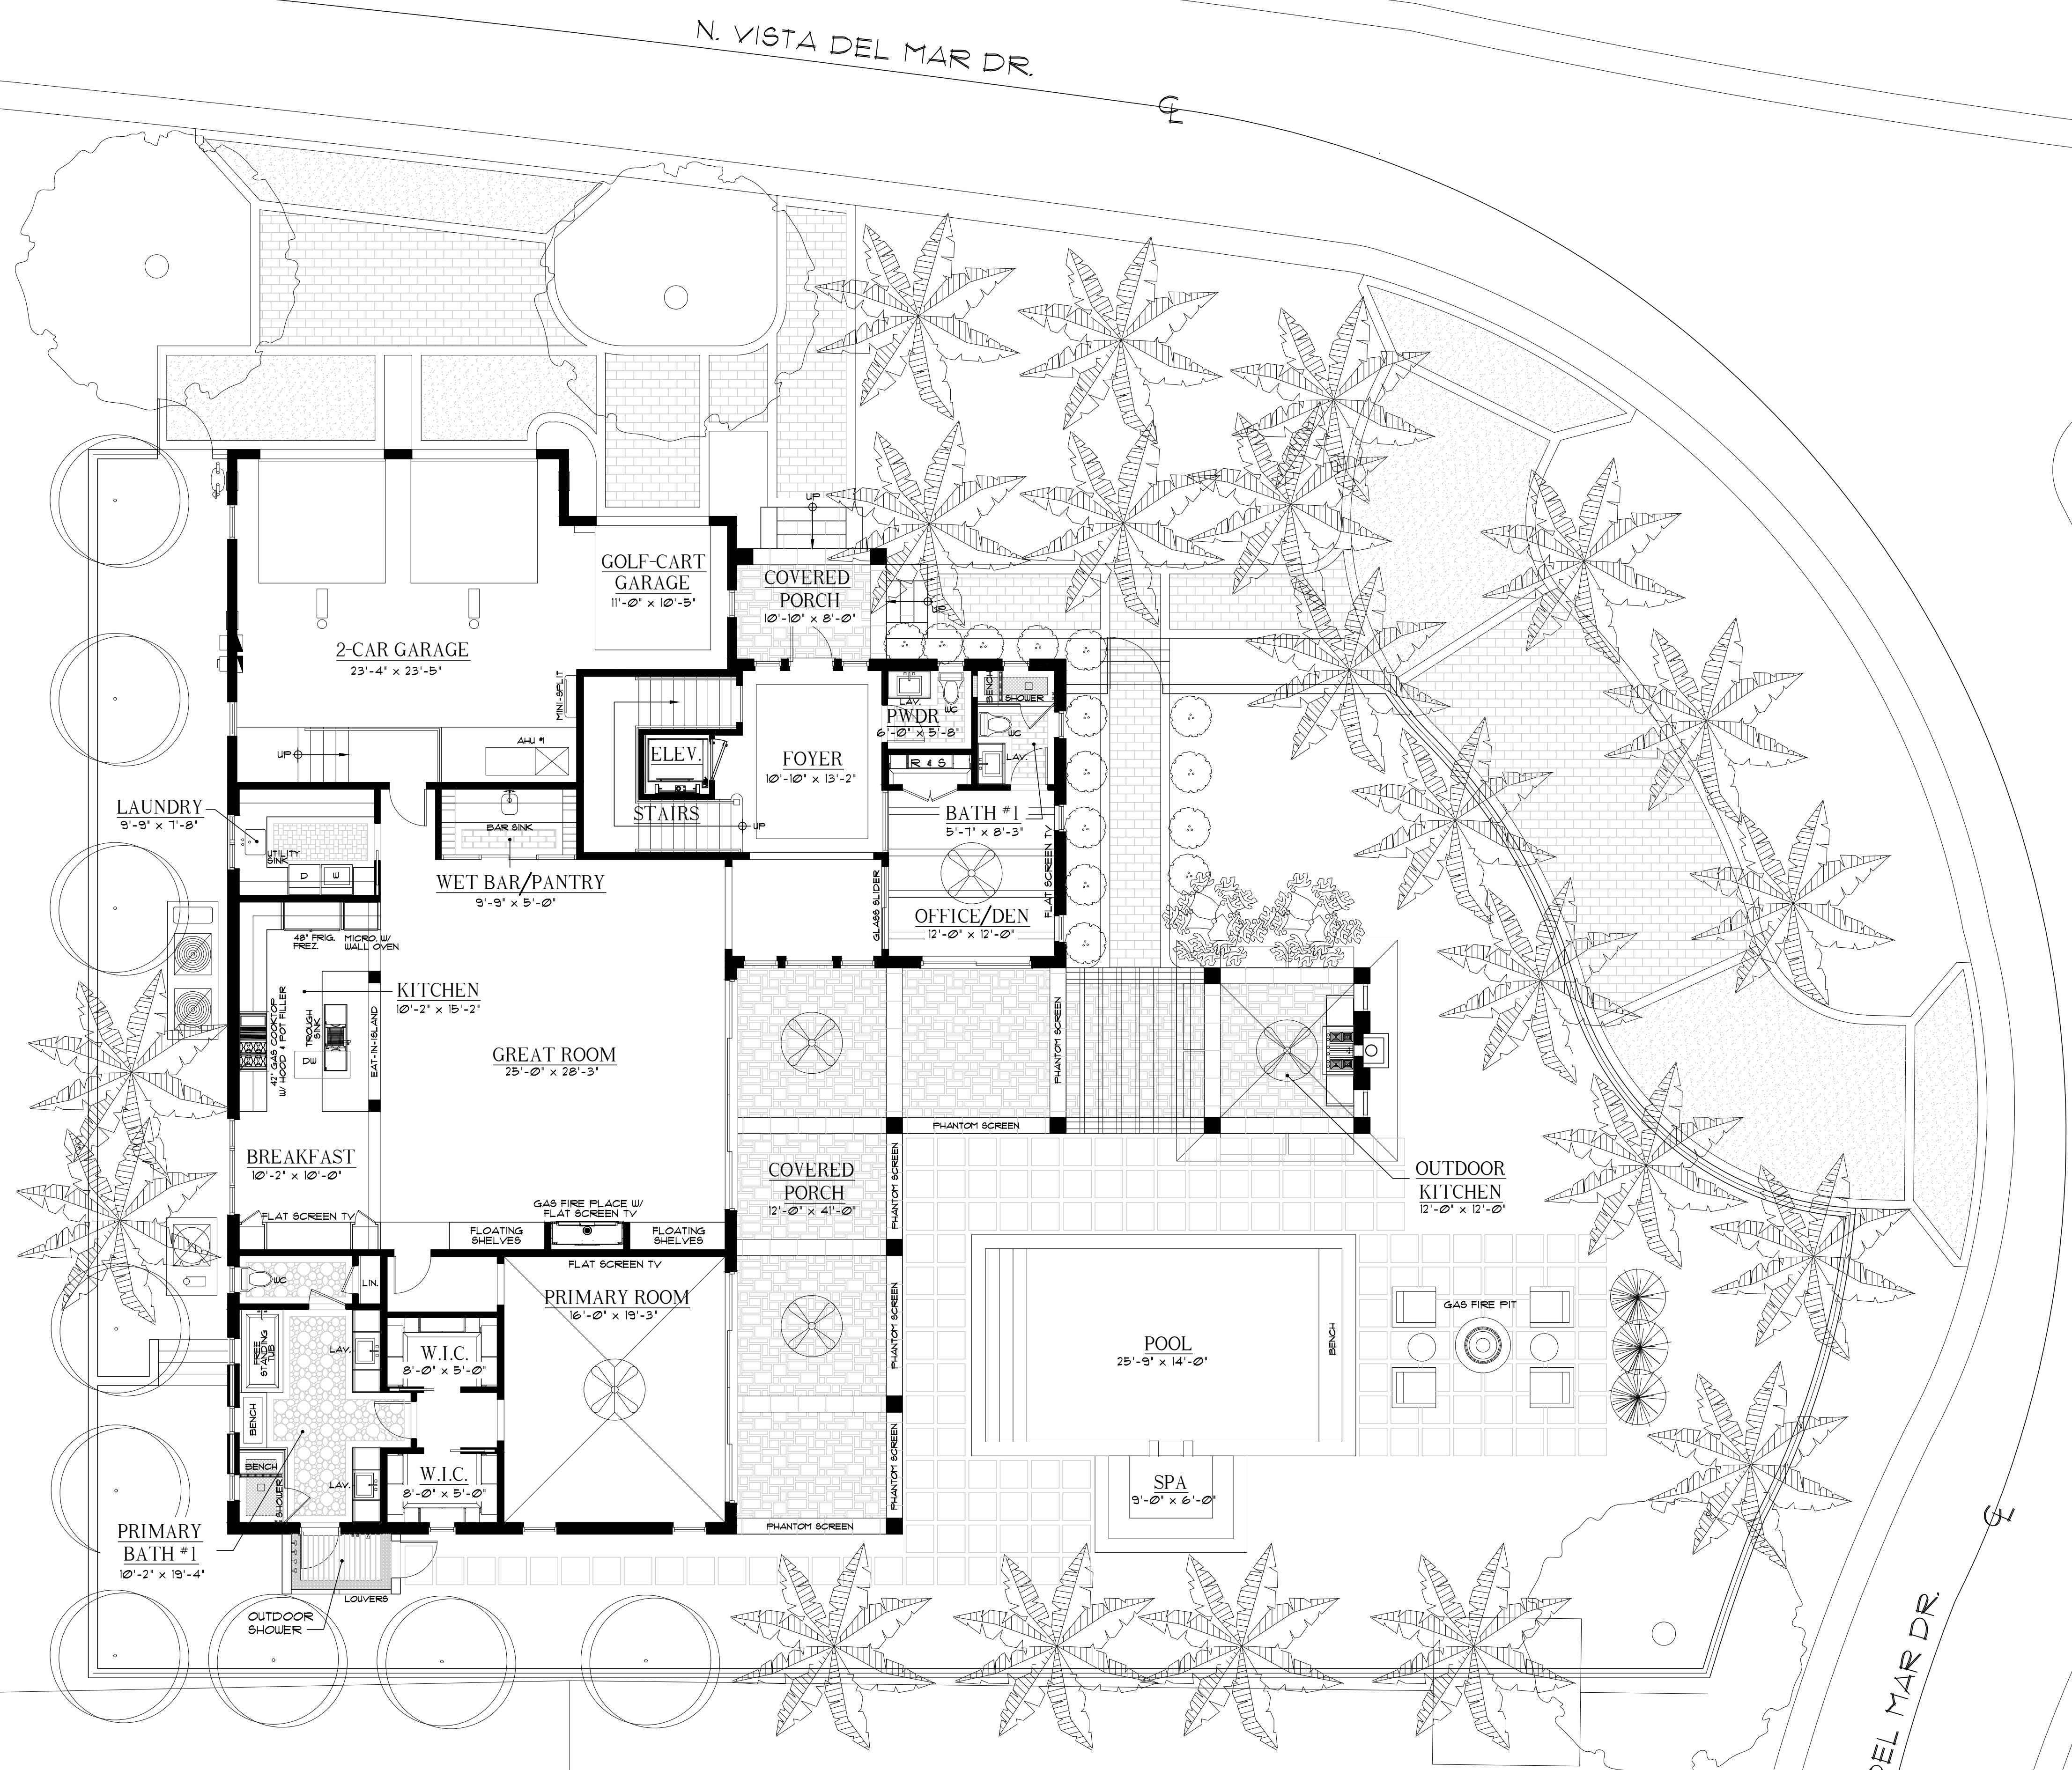 N. VISTA DEL MAR DR.
CL
UP
GOLF-CART
GARAGE
11'-0" x 10'-5"
COVERED
PORCH
10'-10" x 8'-0"
UP
2-CAR GARAGE
23'-4" x 23'-5"
MINI-SPLIT
BENCH
SHOWER
LAV.
WC
PWDR
6'-0" x 5'-8"
WC
LAV.
UP
AHU #1
ELEV.
FOYER
10'-10" x 13'-2"
R & S
LAUNDRY
9'-9" x 7'-8"
BAR SINK
STAIRS
UP
BATH #1
5'-7" x 8'-3"
UTILITY
SINK
D
W
WET BAR/PANTRY
9'-9" x 5'-0"
GLASS SLIDER
FLAT SCREEN TV
OFFICE/DEN
12'-0" x 12'-0"
48" FRIG.
FREZ.
MICRO. W/
WALL OVEN
KITCHEN
10'-2" x 15'-2"
42" GAS COOKTOP
W/ HOOD & POT FILLER
TROUGH
SINK
DW
EAT-IN-ISLAND
GREAT ROOM
25'-0" x 28'-3"
PHANTOM SCREEN
PHANTOM SCREEN
BREAKFAST
10'-2" x 10'-0"
COVERED
PORCH
12'-0" x 41'-0"
PHANTOM SCREEN
OUTDOOR
KITCHEN
12'-0" x 12'-0"
FLAT SCREEN TV
GAS FIRE PLACE W/
FLAT SCREEN TV
FLOATING
SHELVES
FLOATING
SHELVES
FLAT SCREEN TV
WC
LIN.
PRIMARY ROOM
16'-0" x 19'-3"
PHANTOM SCREEN
GAS FIRE PIT
FREE
STANDING
TUB
LAV.
W.I.C.
8'-0" x 5'-0"
POOL
25'-9" x 14'-0"
BENCH
BENCH
BENCH
SHOWER
LAV.
W.I.C.
8'-0" x 5'-0"
PHANTOM SCREEN
SPA
9'-0" x 6'-0"
CL
PHANTOM SCREEN
PRIMARY
BATH #1
10'-2" x 19'-4"
LOUVERS
OUTDOOR
SHOWER
DEL MAR DR.